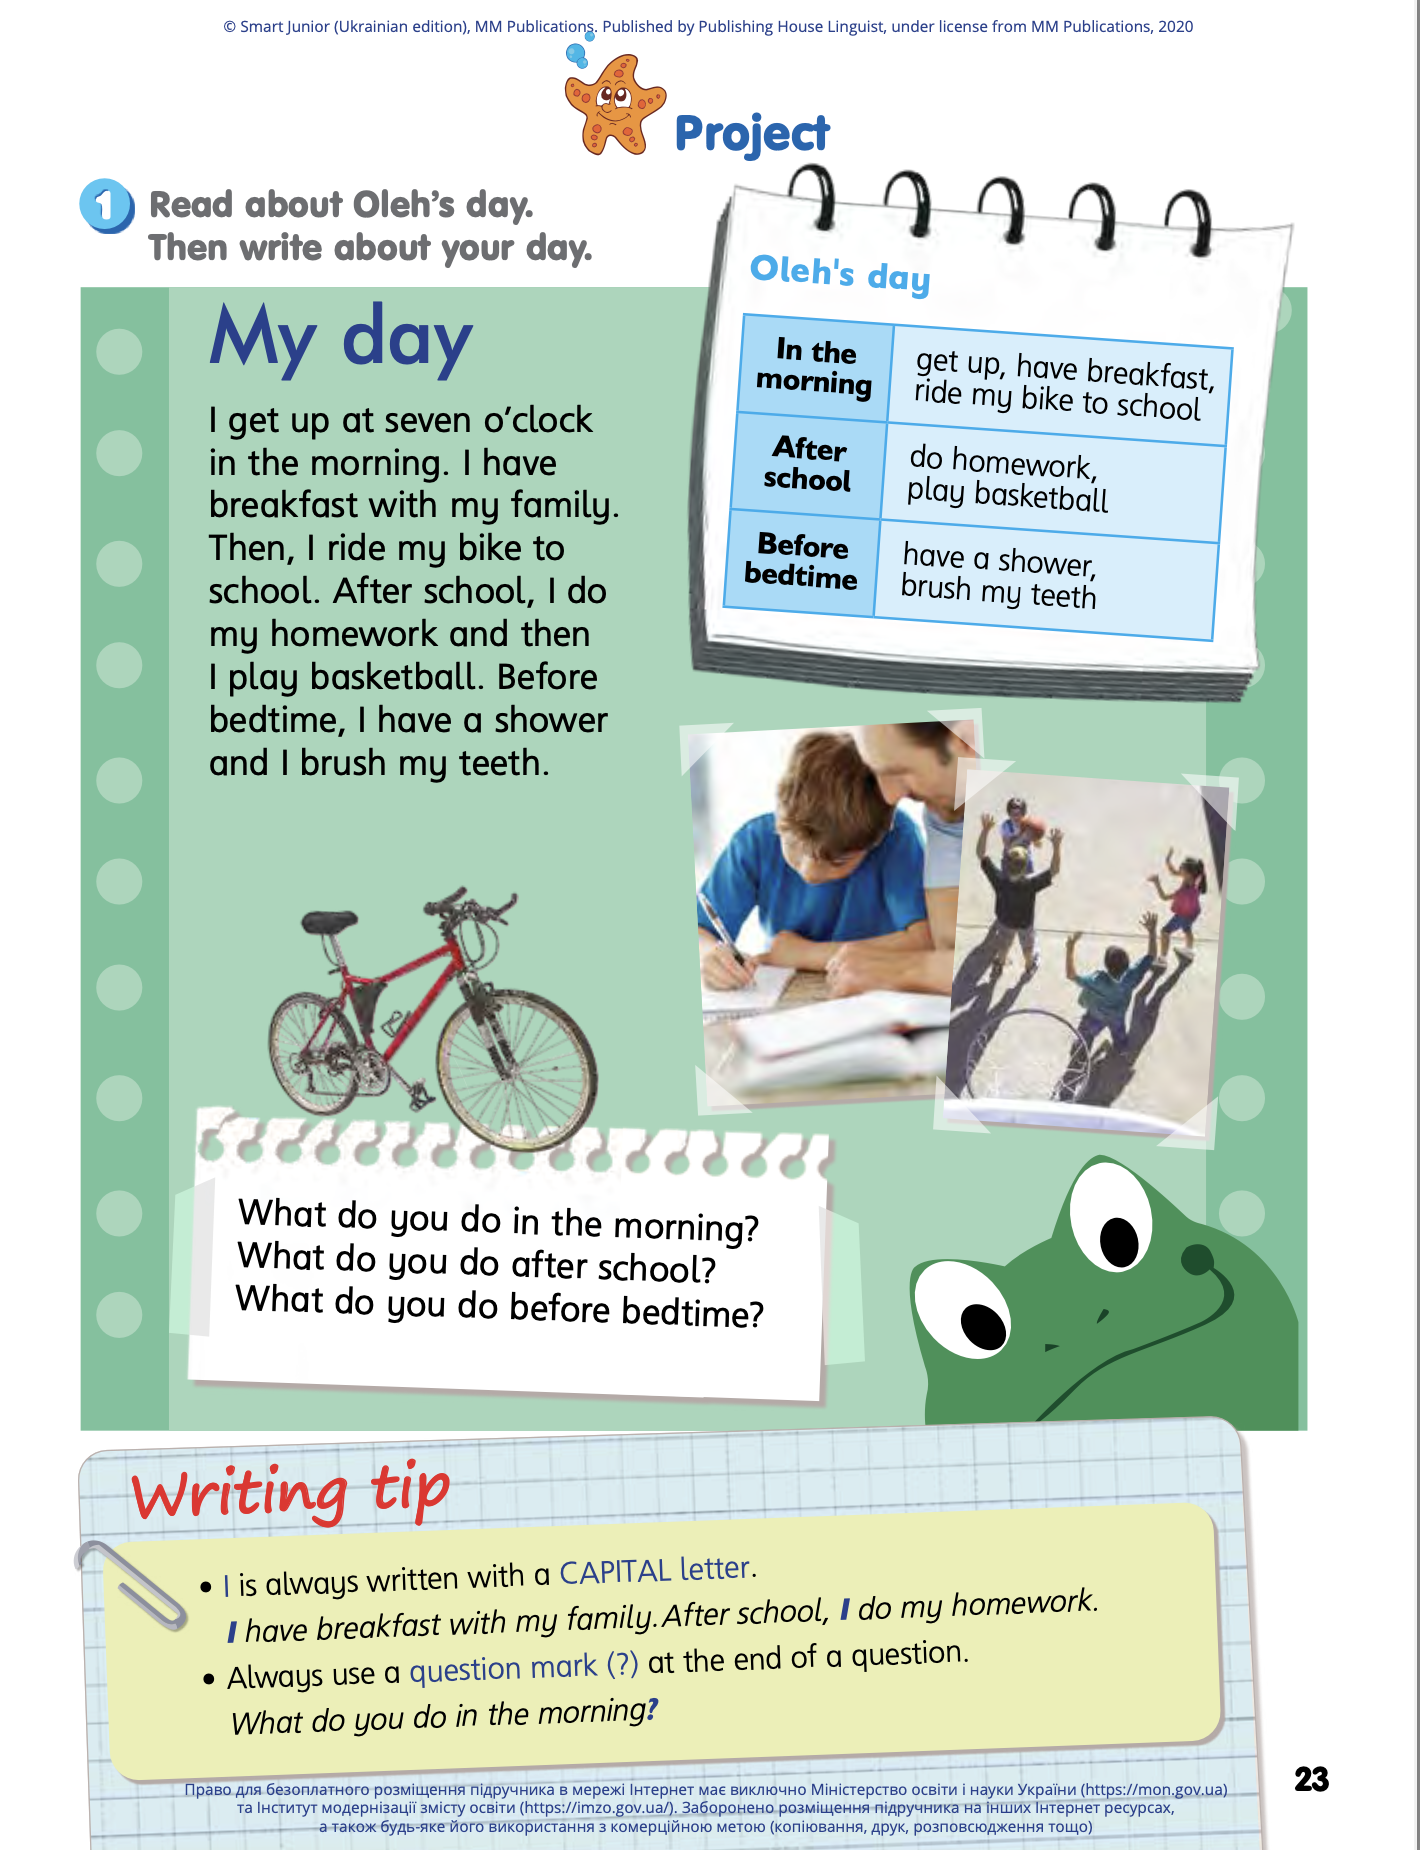 © Smart Junior (Ukrainian edition), MM Publications. Published by Publishing House Linguist, under license from MM Publications, 2020
Project
1 Read about Oleh's day.
Then write about your day.
My day
I get up at seven o'clock
in the morning. I have
breakfast with my family.
Then, I ride my bike to
school. After school, I do
my homework and then
I play basketball. Before
bedtime, I have a shower
and I brush my teeth.
Oleh's day
In the
morning
get up, have breakfast,
ride my bike to school
After
school
do homework,
play basketball
Before
bedtime
have a shower,
brush my teeth
What do you do in the morning?
What do you do after school?
What do you do before bedtime?
Writing tip
• I is always written with a CAPITAL letter.
I have breakfast with my family. After school, I do my homework.
• Always use a question mark (?) at the end of a question.
What do you do in the morning?
23
Право для безоплатного розміщення підручника в мережі Інтернет має виключно Міністерство освіти і науки України (https://mon.gov.ua)
та Інститут модернізації змісту освіти (https://imzo.gov.ua/). Заборонено розміщення підручника на інших Інтернет ресурсах,
а також будь-яке його використання з комерційною метою (копіювання, друк, розповсюдження тощо)